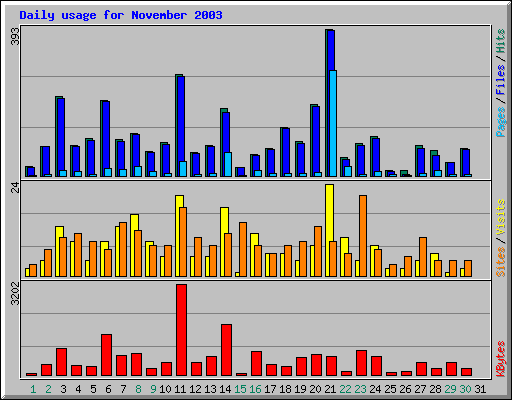 Daily usage for November 2003
393
Pages / Files / Hits
24
Sites / Visits
3202
KBytes
1 2 3 4 5 6 7 8 9 10 11 12 13 14 15 16 17 18 19 20 21 22 23 24 25 26 27 28 29 30 31